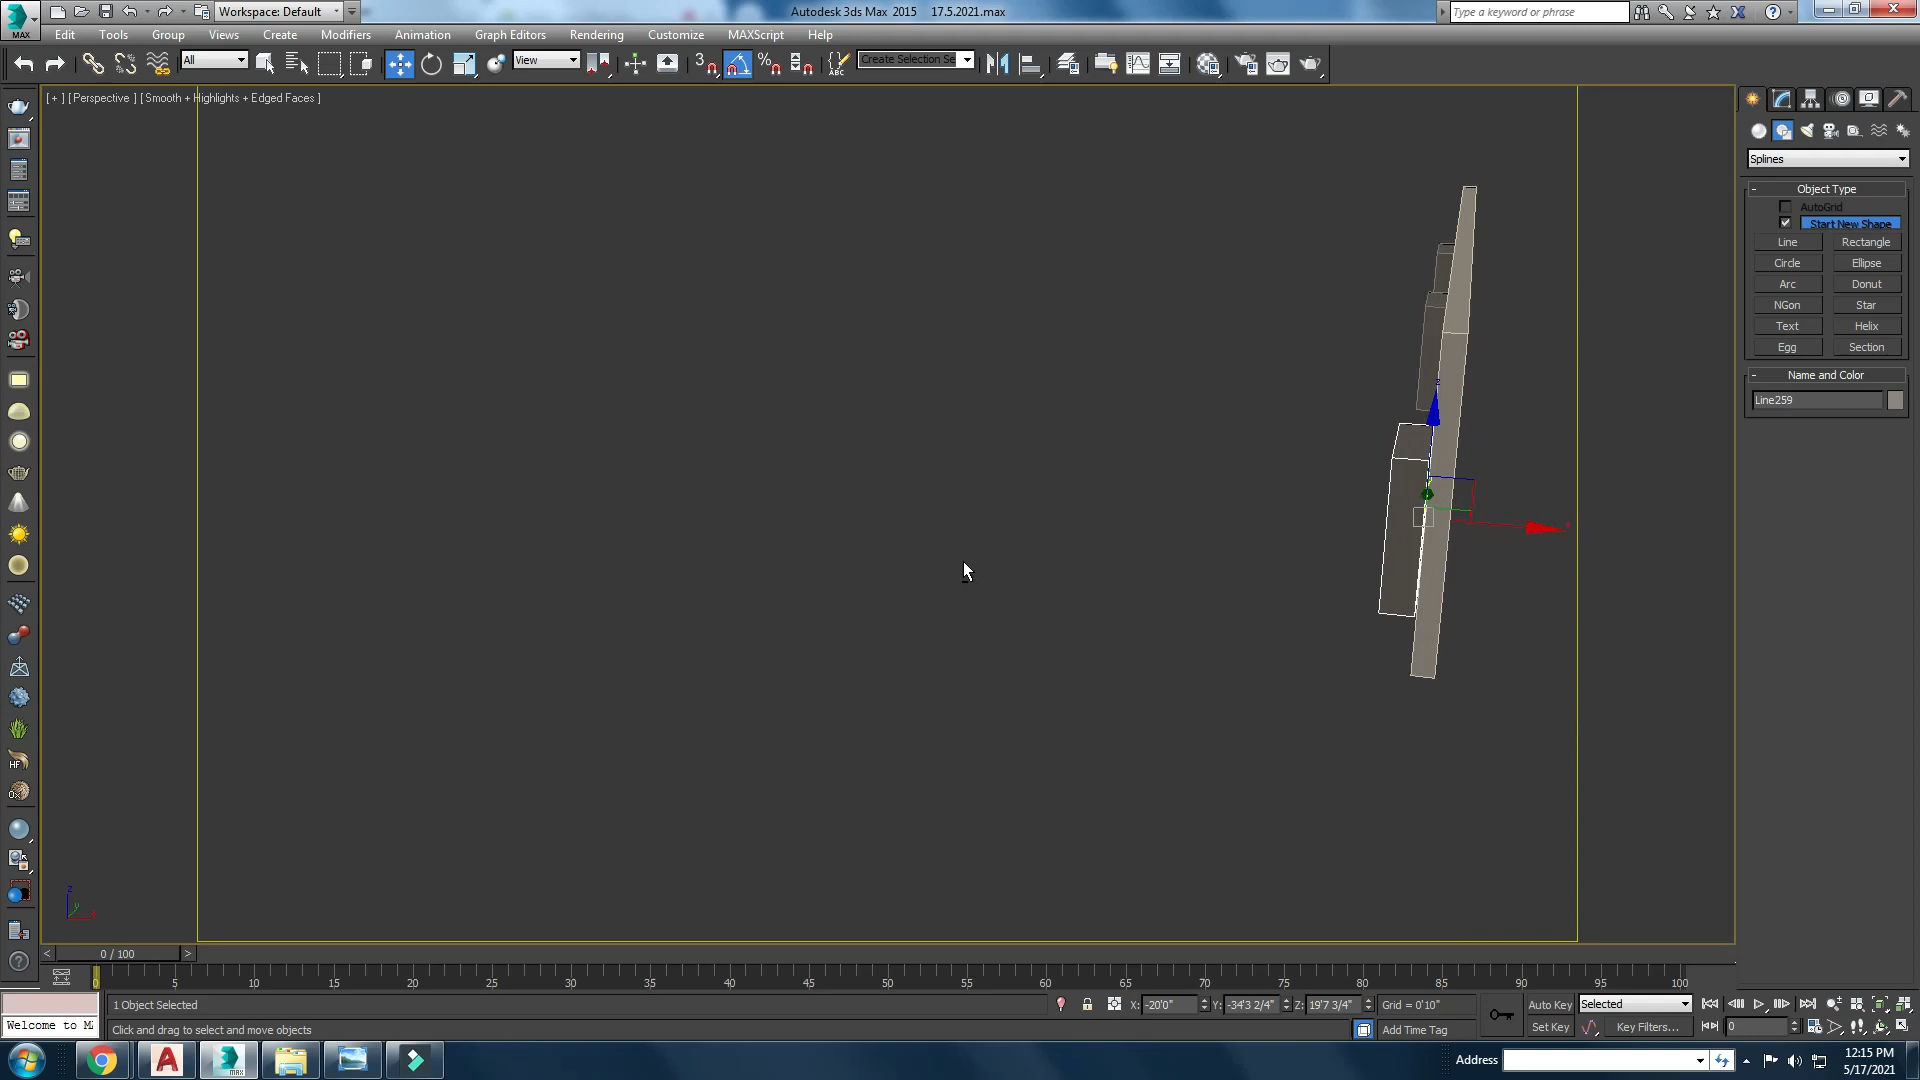 MAX
Workspace: Default
Autodesk 3ds Max 2015    17.5.2021.max
Type a keyword or phrase
Edit
Tools
Group
Views
Create
Modifiers
Animation
Graph Editors
Rendering
Customize
MAXScript
Help
All
View
3
ABC
Create Selection Se
[ + ] [ Perspective ] [ Smooth + Highlights + Edged Faces ]
Splines
- Object Type
AutoGrid
Start New Shape
Line
Rectangle
Circle
Ellipse
Arc
Donut
NGon
Star
Text
Helix
Egg
Section
- Name and Color
Line259
HF
z
x
y
< 0 / 100 >
0 5 10 15 20 25 30 35 40 45 50 55 60 65 70 75 80 85 90 95 100
1 Object Selected
X: -20'0"
Y: -34'3 2/4"
Z: 19'7 3/4"
Grid = 0'10"
Auto Key
Selected
Welcome to M
Click and drag to select and move objects
Add Time Tag
Set Key
Key Filters...
0
Address
12:15 PM
5/17/2021